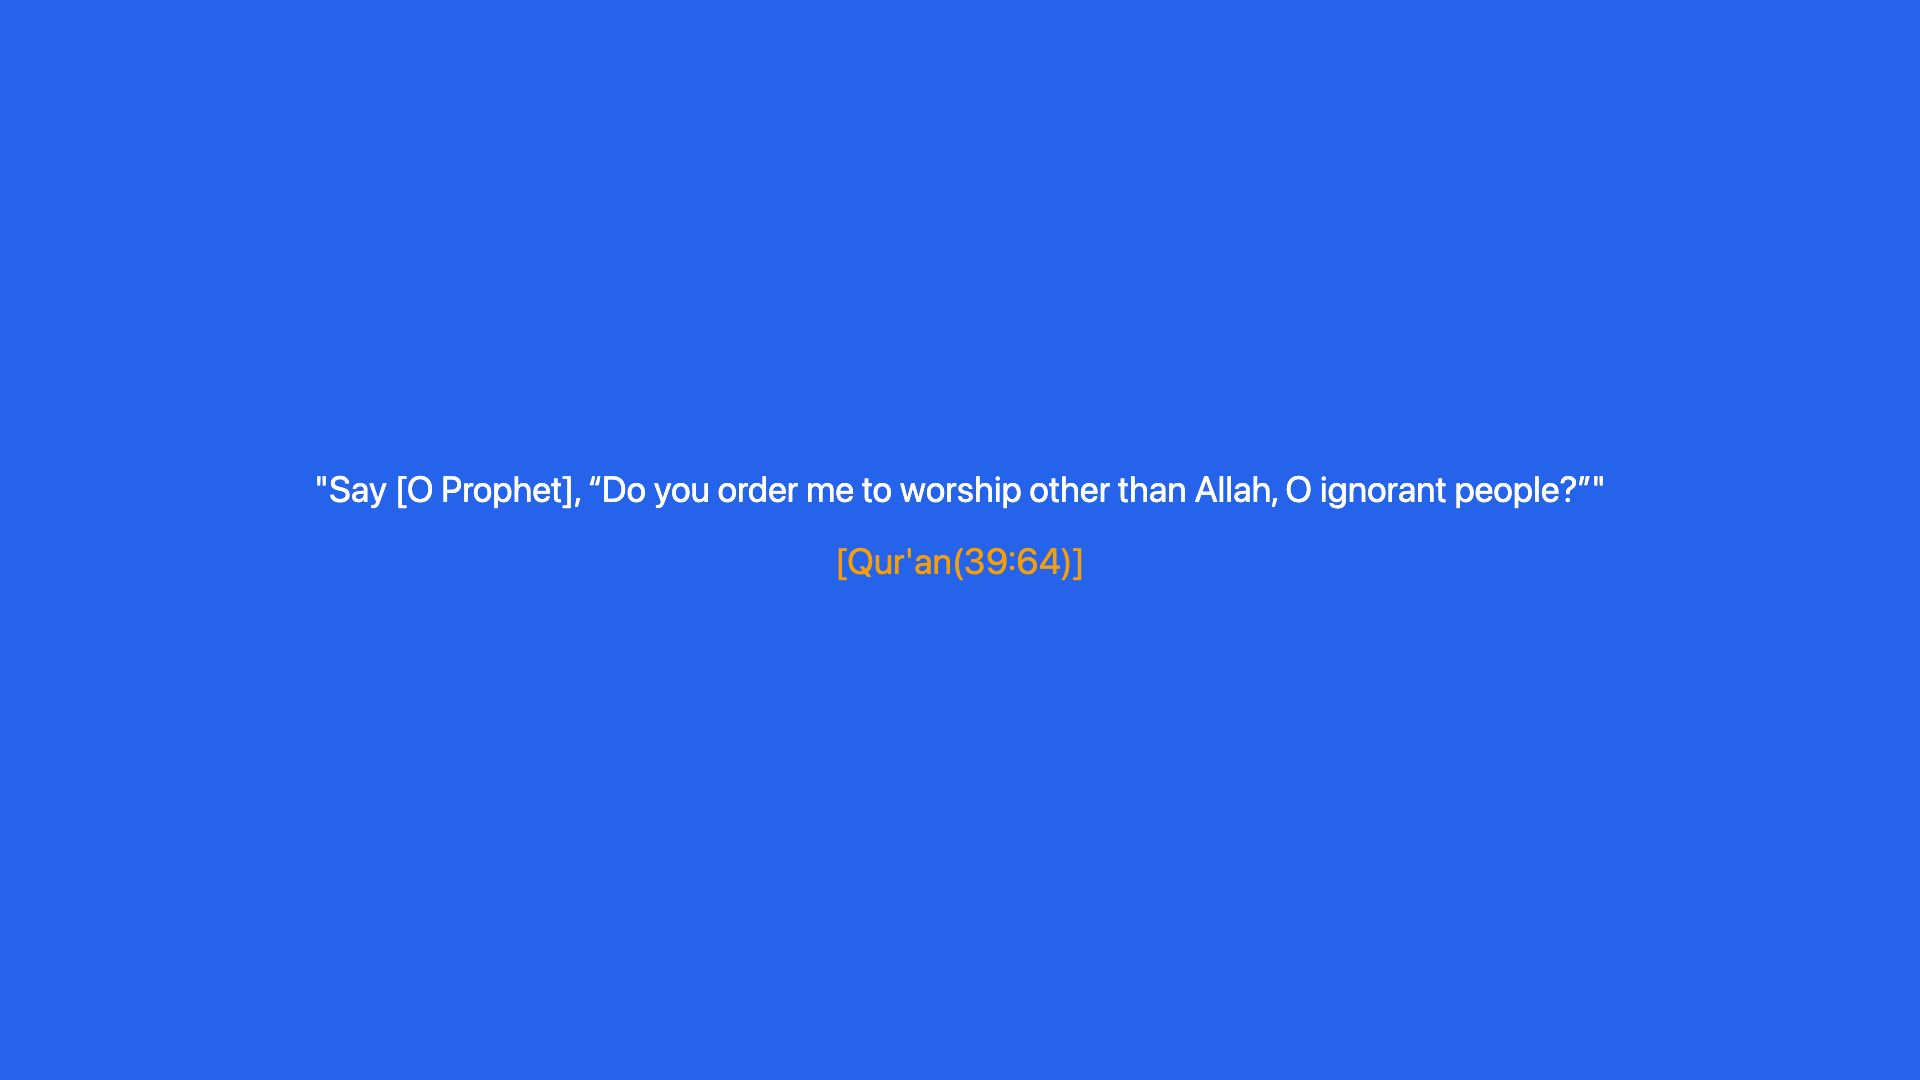 "Say [O Prophet], “Do you order me to worship other than Allah, O ignorant people?”"
[Qur'an(39:64)]